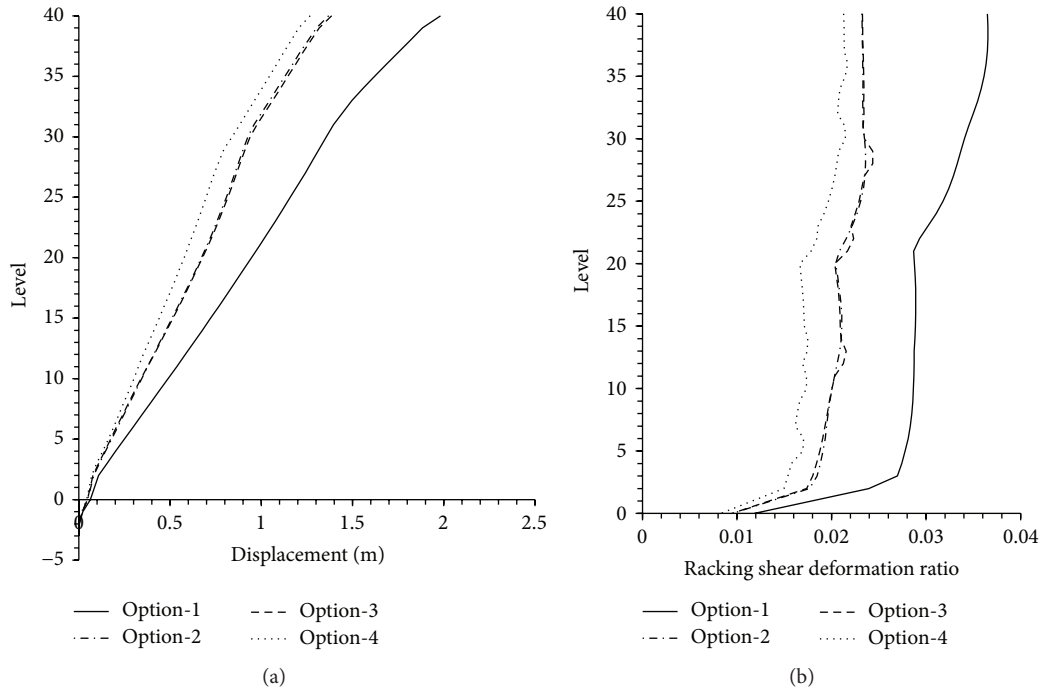 40
35
30
25
20
15
10
5
0
−5
Level
0 0.5 1 1.5 2 2.5
Displacement (m)
Option-1
Option-2
Option-3
Option-4
(a)
40
35
30
25
20
15
10
5
0
Level
0 0.01 0.02 0.03 0.04
Racking shear deformation ratio
Option-1
Option-2
Option-3
Option-4
(b)